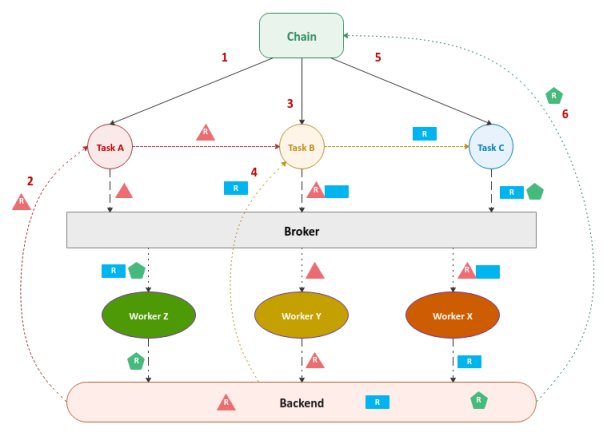 Chain
1
5
3
R
6
R
R
Task A
Task B
Task C
2
4
R
R
R
R
R
Broker
R
R
Worker Z
Worker Y
Worker X
R
R
R
R
Backend
R
R